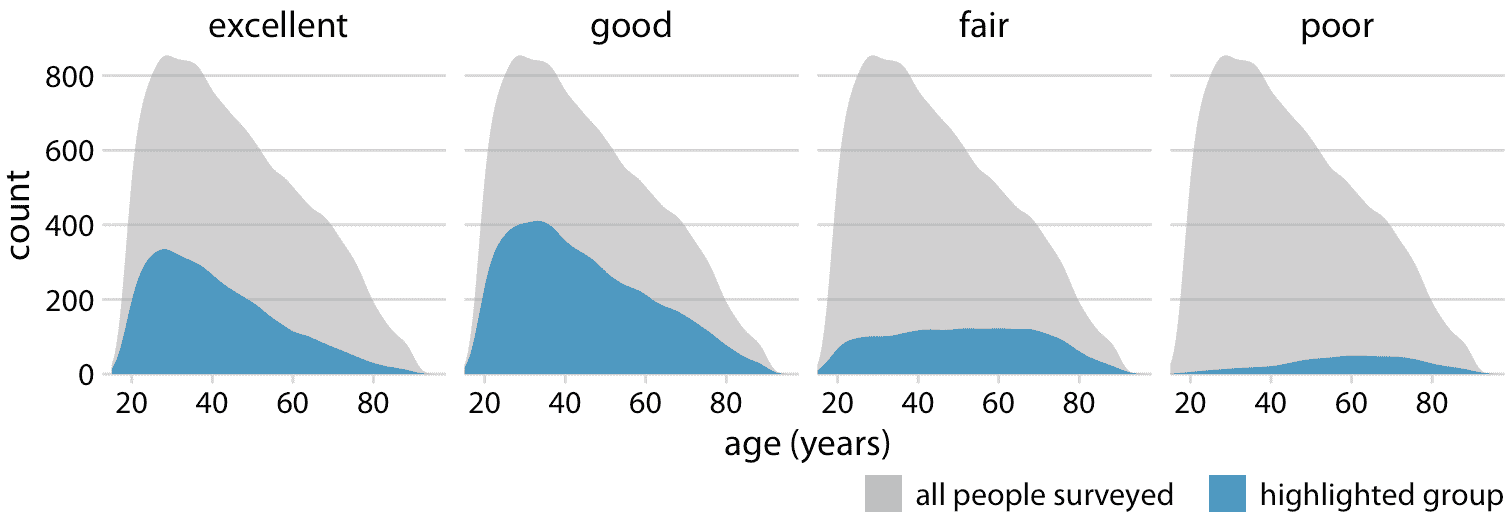 excellent good fair poor
800
600
400
200
0
count
20 40 60 80 20 40 60 80 20 40 60 80 20 40 60 80
age (years)
all people surveyed highlighted group